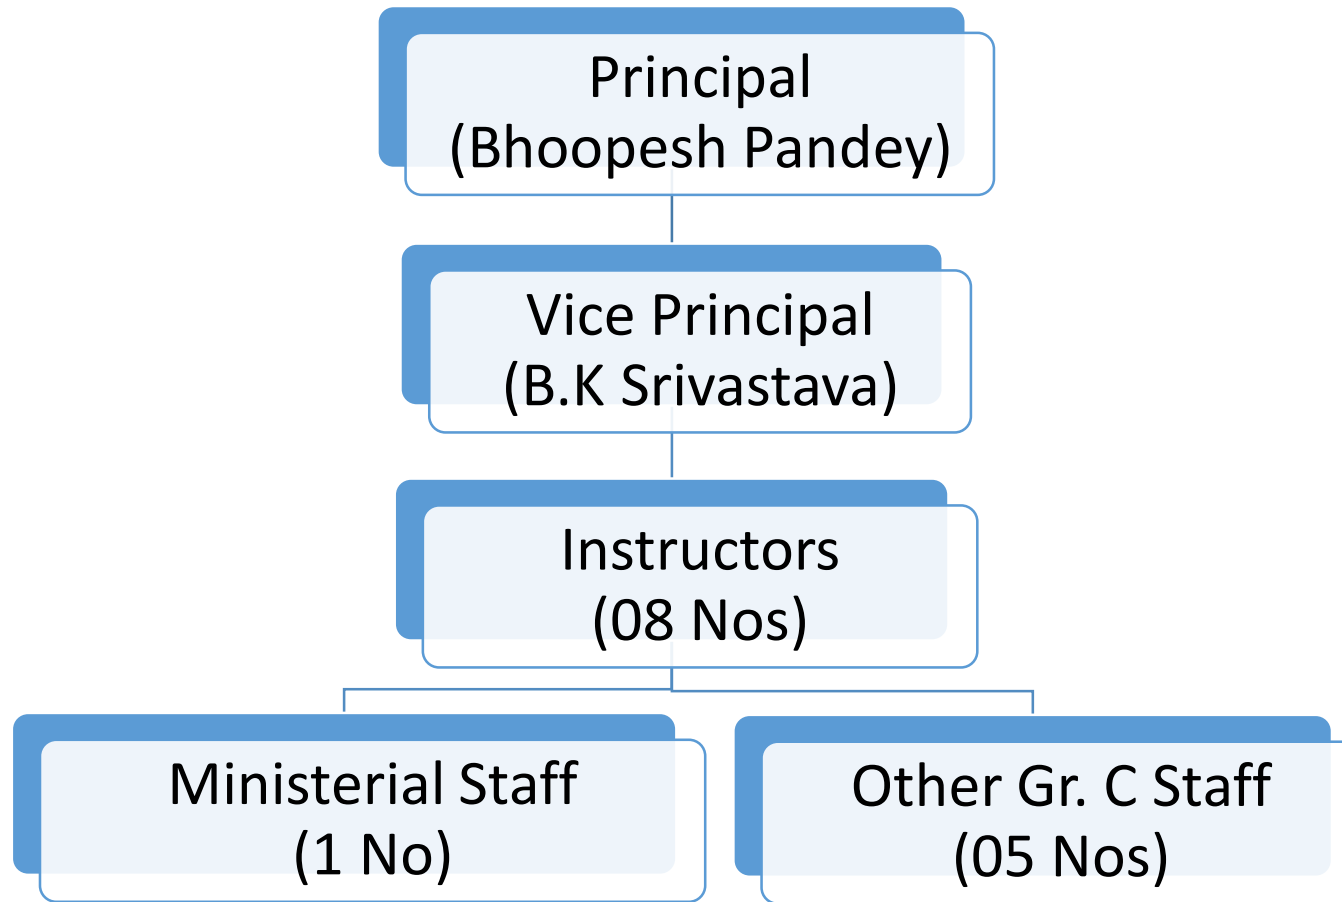 Principal
(Bhoopesh Pandey)
Vice Principal
(B.K Srivastava)
Instructors
(08 Nos)
Ministerial Staff
(1 No)
Other Gr. C Staff
(05 Nos)